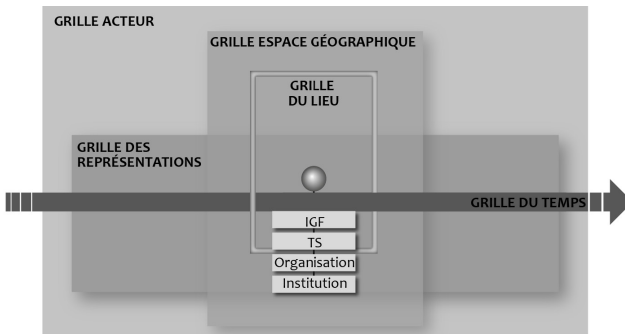 GRILLE ACTEUR
GRILLE ESPACE GÉOGRAPHIQUE
GRILLE
DU LIEU
GRILLE DES
REPRÉSENTATIONS
GRILLE DU TEMPS
IGF
TS
Organisation
Institution